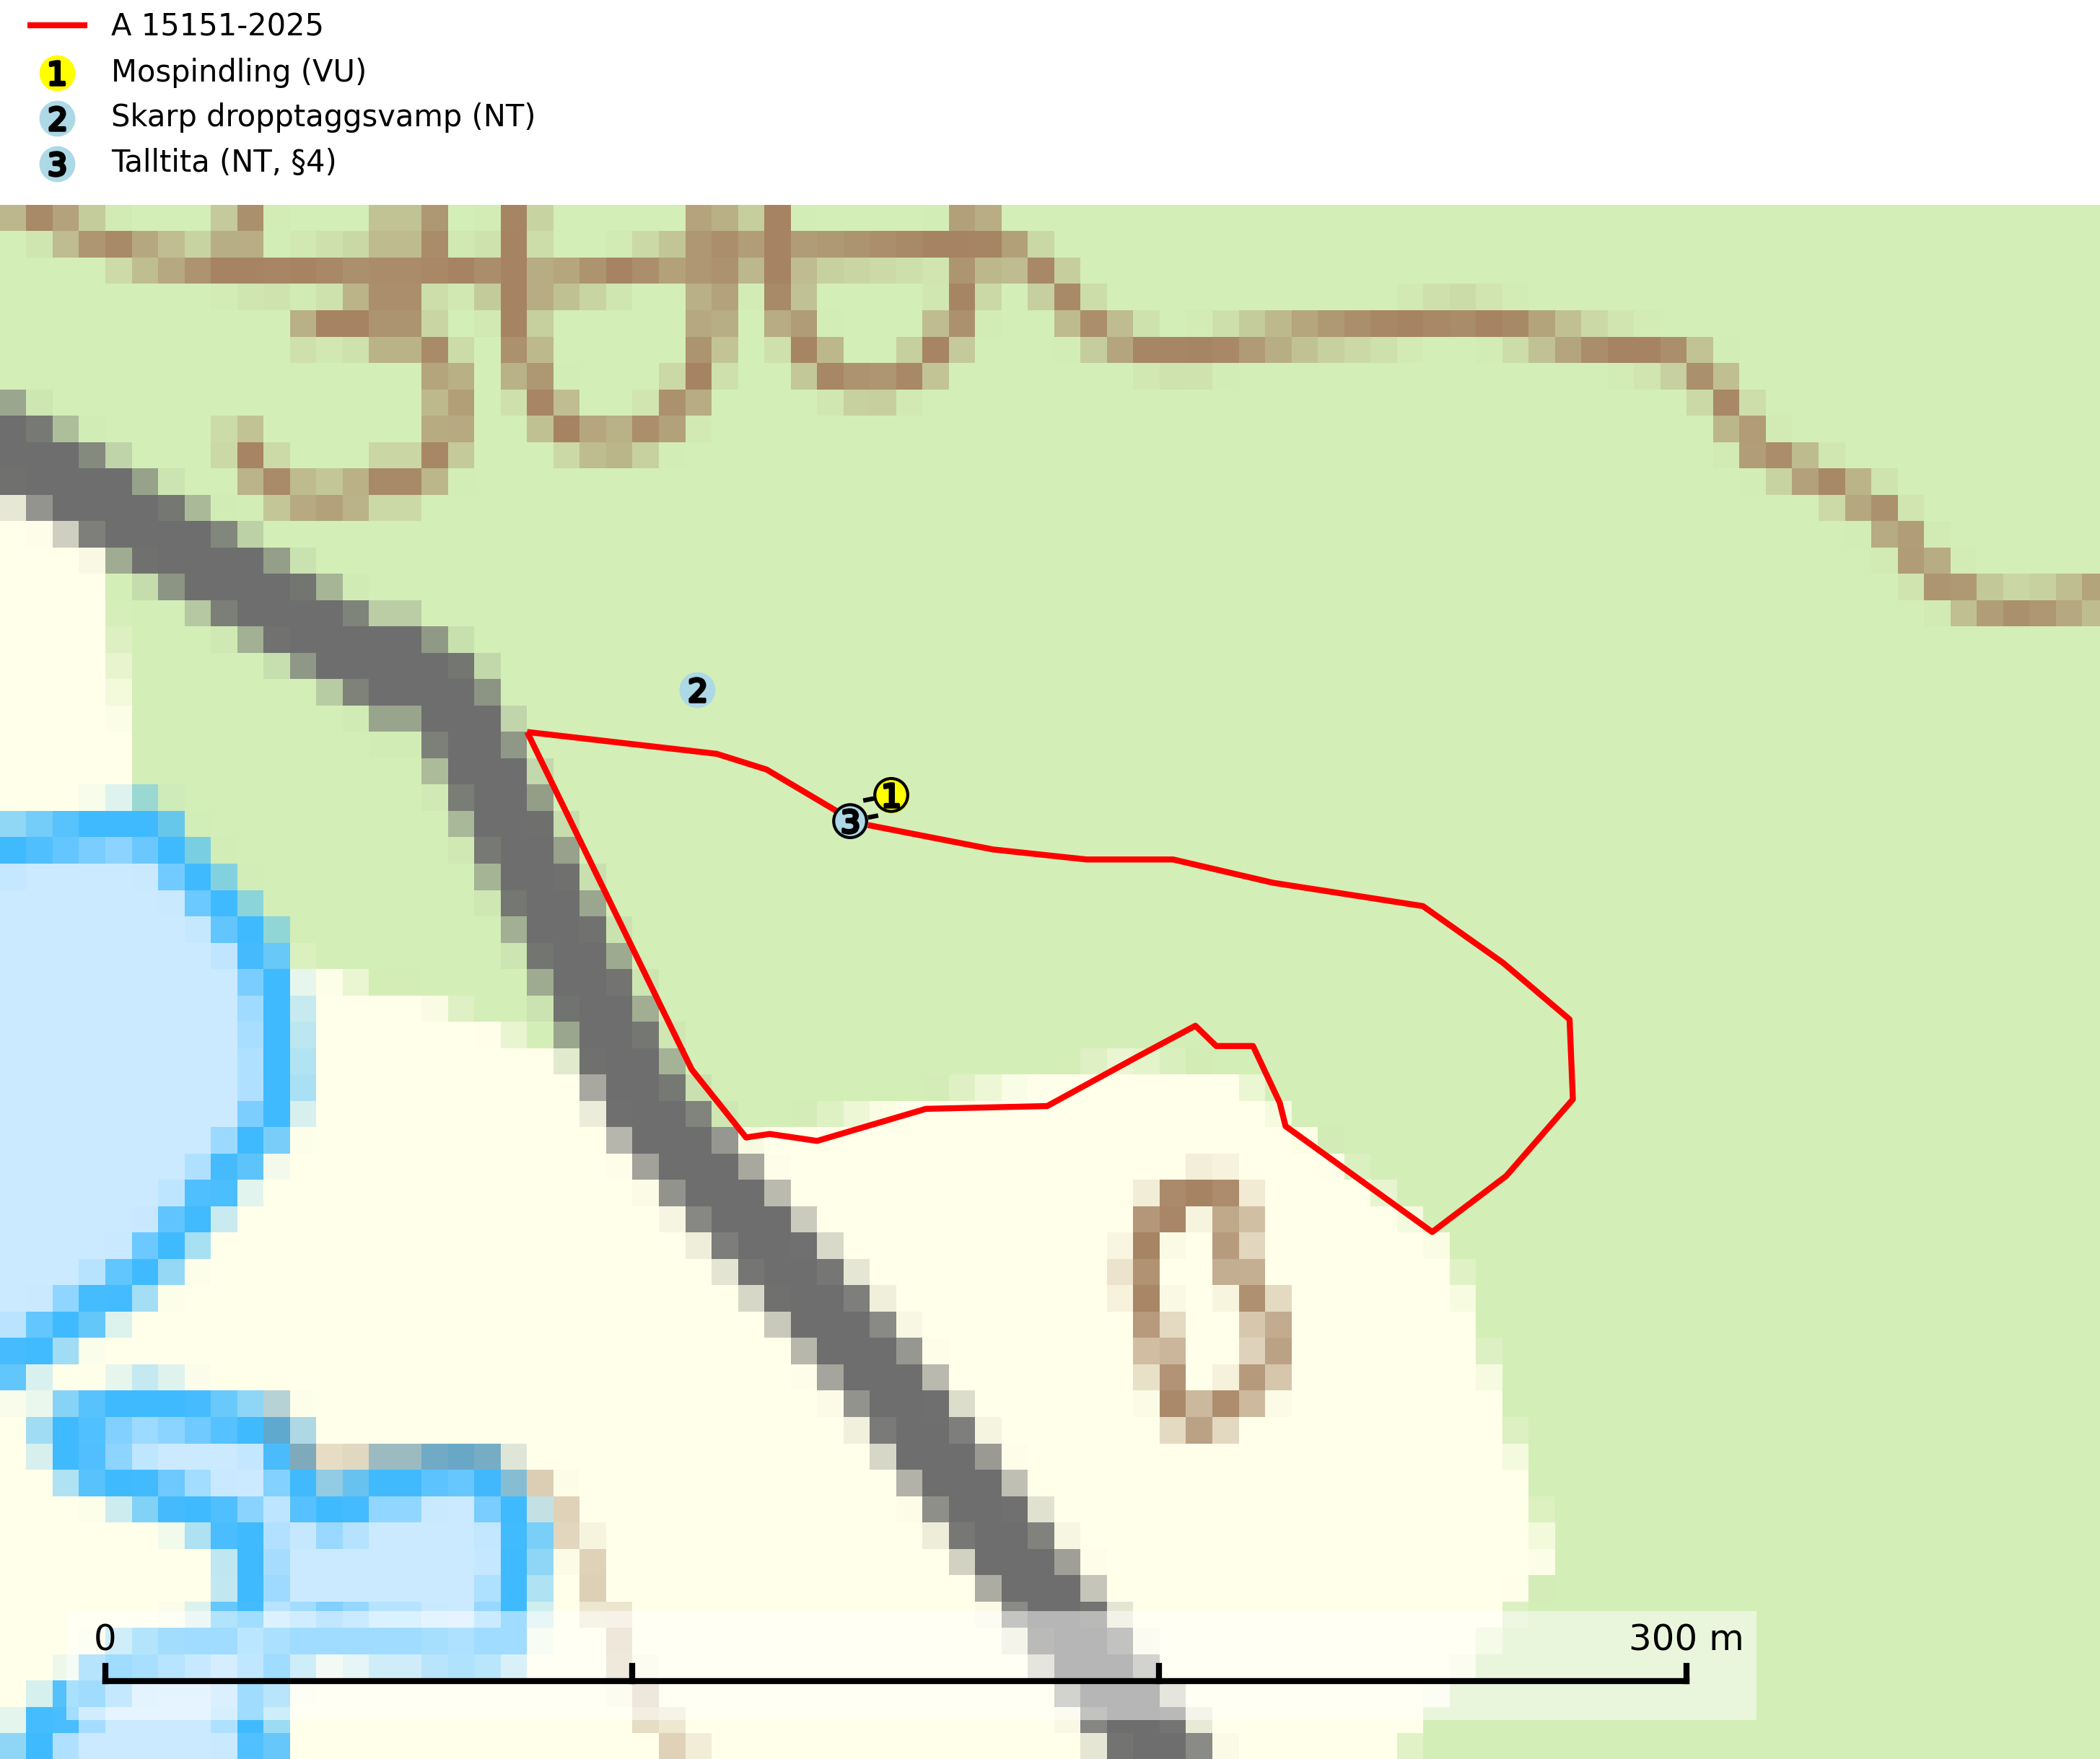 A 15151-2025
1 Mospindling (VU)
2 Skarp dropptaggsvamp (NT)
3 Talltita (NT, §4)
2
1
3
0 300 m